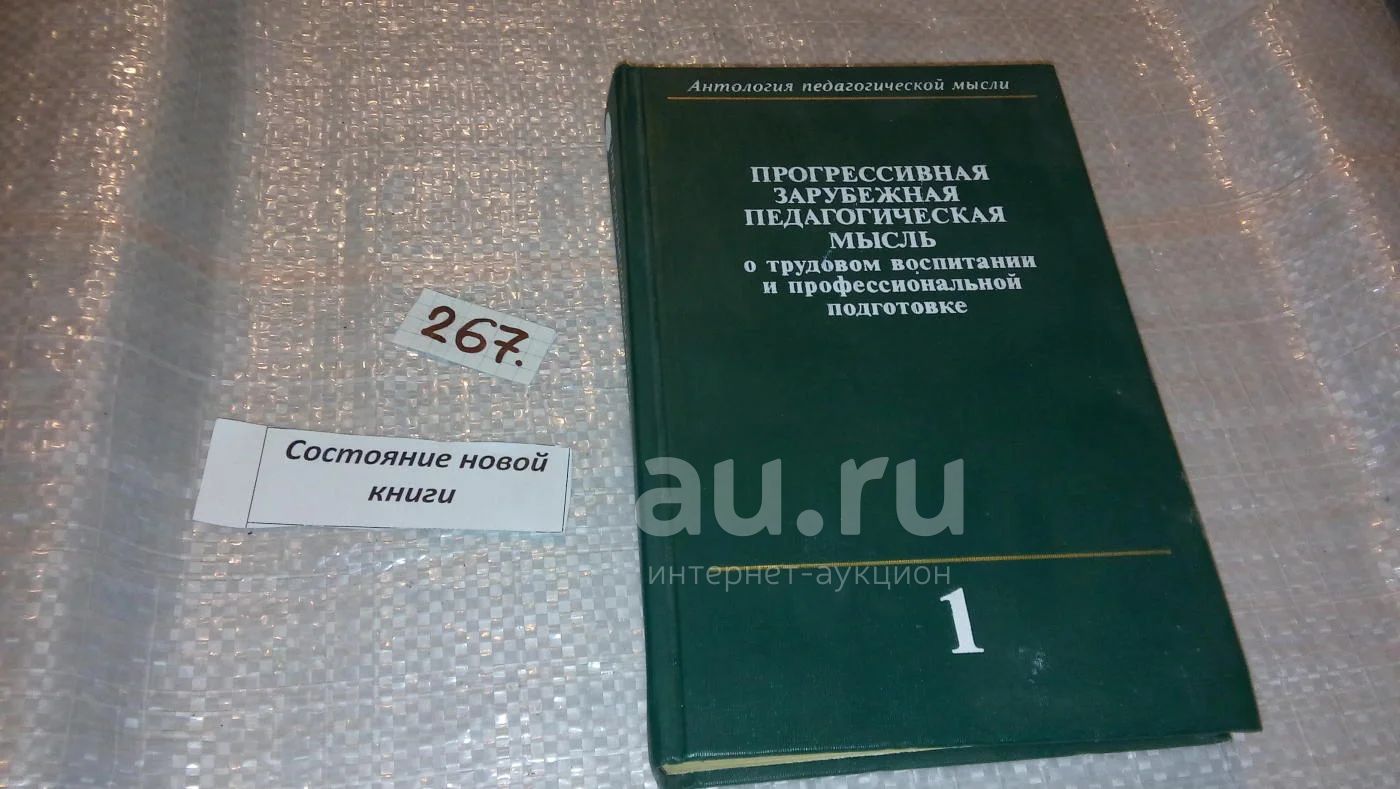 Антология педагогической мысли
ПРОГРЕССИВНАЯ
ЗАРУБЕЖНАЯ
ПЕДАГОГИЧЕСКАЯ
МЫСЛЬ
о трудовом воспитании
и профессиональной
подготовке
267.
Состояние новой
книги
au.ru
интернет-аукцион
1